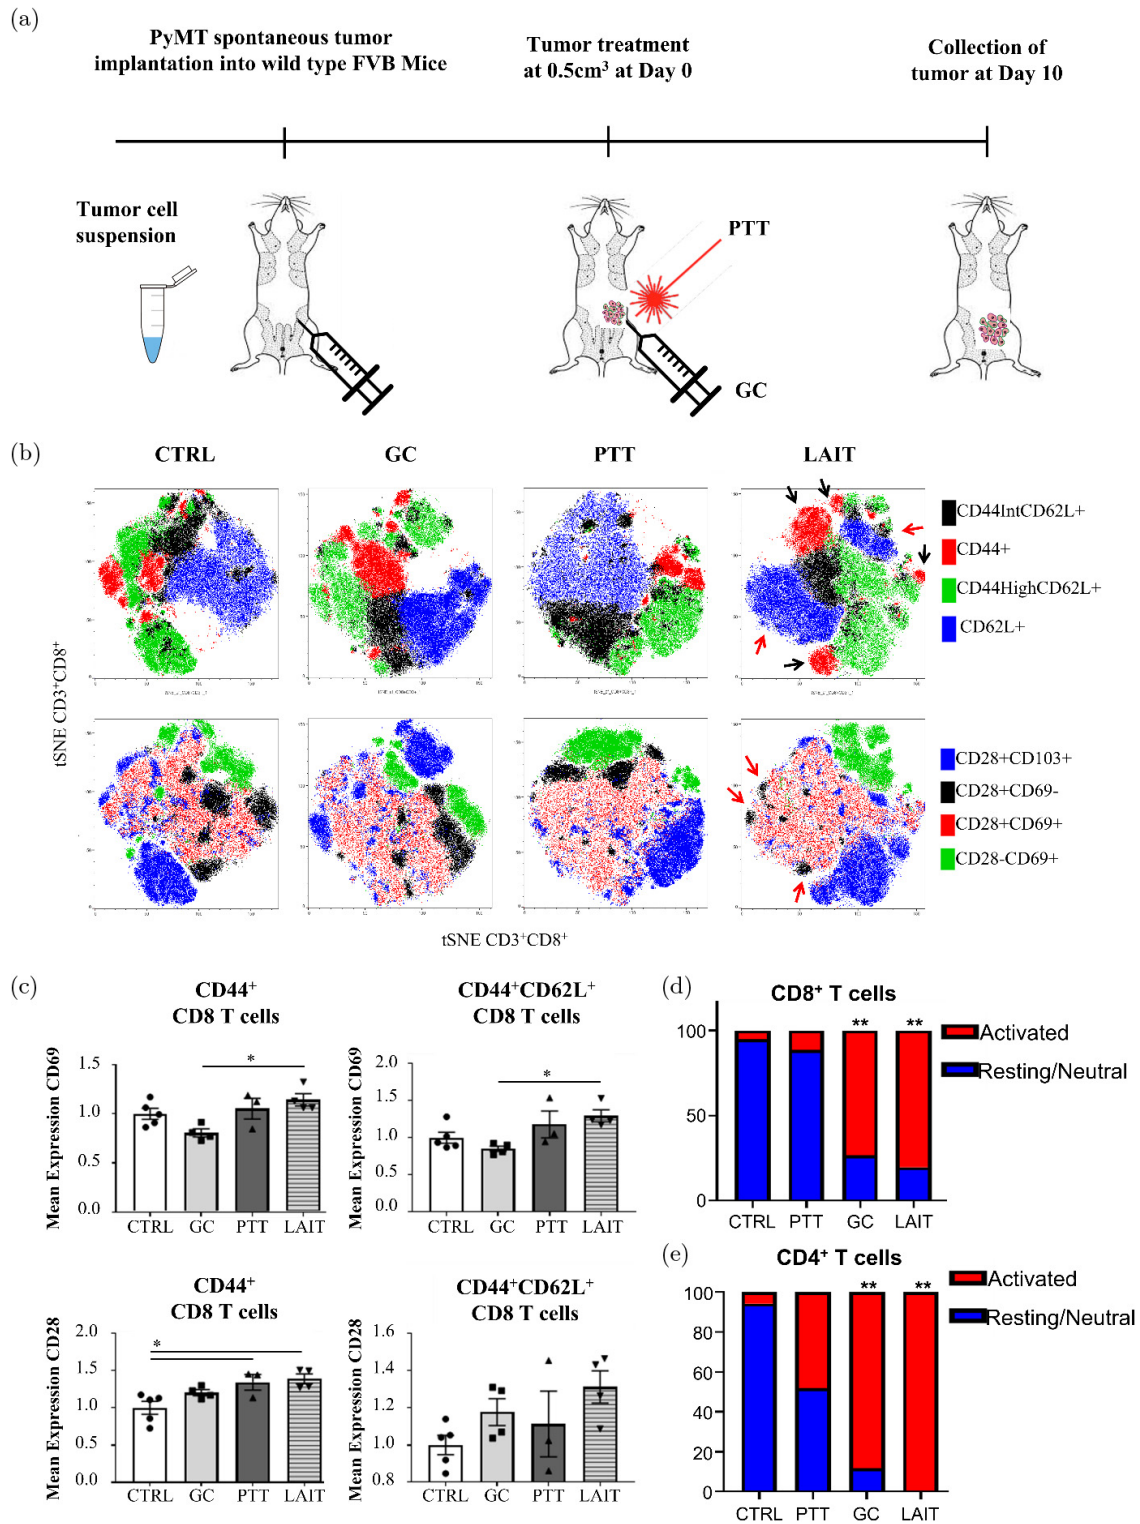 (a)
PyMT spontaneous tumor
implantation into wild type FVB Mice
Tumor treatment
at 0.5cm³ at Day 0
Collection of
tumor at Day 10
Tumor cell
suspension
PTT
GC
(b)
CTRL
GC
PTT
LAIT
CD44IntCD62L+
CD44+
CD44HighCD62L+
CD62L+
tSNE CD3⁺CD8⁺
CD28+CD103+
CD28+CD69-
CD28+CD69+
CD28-CD69+
tSNE CD3⁺CD8⁺
(c)
CD44⁺
CD8 T cells
Mean Expression CD69
1.5
1.0
0.5
0.0
*
CTRL GC PTT LAIT
CD44⁺CD62L⁺
CD8 T cells
Mean Expression CD69
2.0
1.5
1.0
0.5
0.0
*
CTRL GC PTT LAIT
CD44⁺
CD8 T cells
Mean Expression CD28
2.0
1.5
1.0
0.5
0.0
*
CTRL GC PTT LAIT
CD44⁺CD62L⁺
CD8 T cells
Mean Expression CD28
1.6
1.4
1.2
1.0
0.8
CTRL GC PTT LAIT
(d)
CD8⁺ T cells
100
50
0
** **
Activated
Resting/Neutral
CTRL PTT GC LAIT
(e)
CD4⁺ T cells
100
80
60
40
20
0
** **
Activated
Resting/Neutral
CTRL PTT GC LAIT